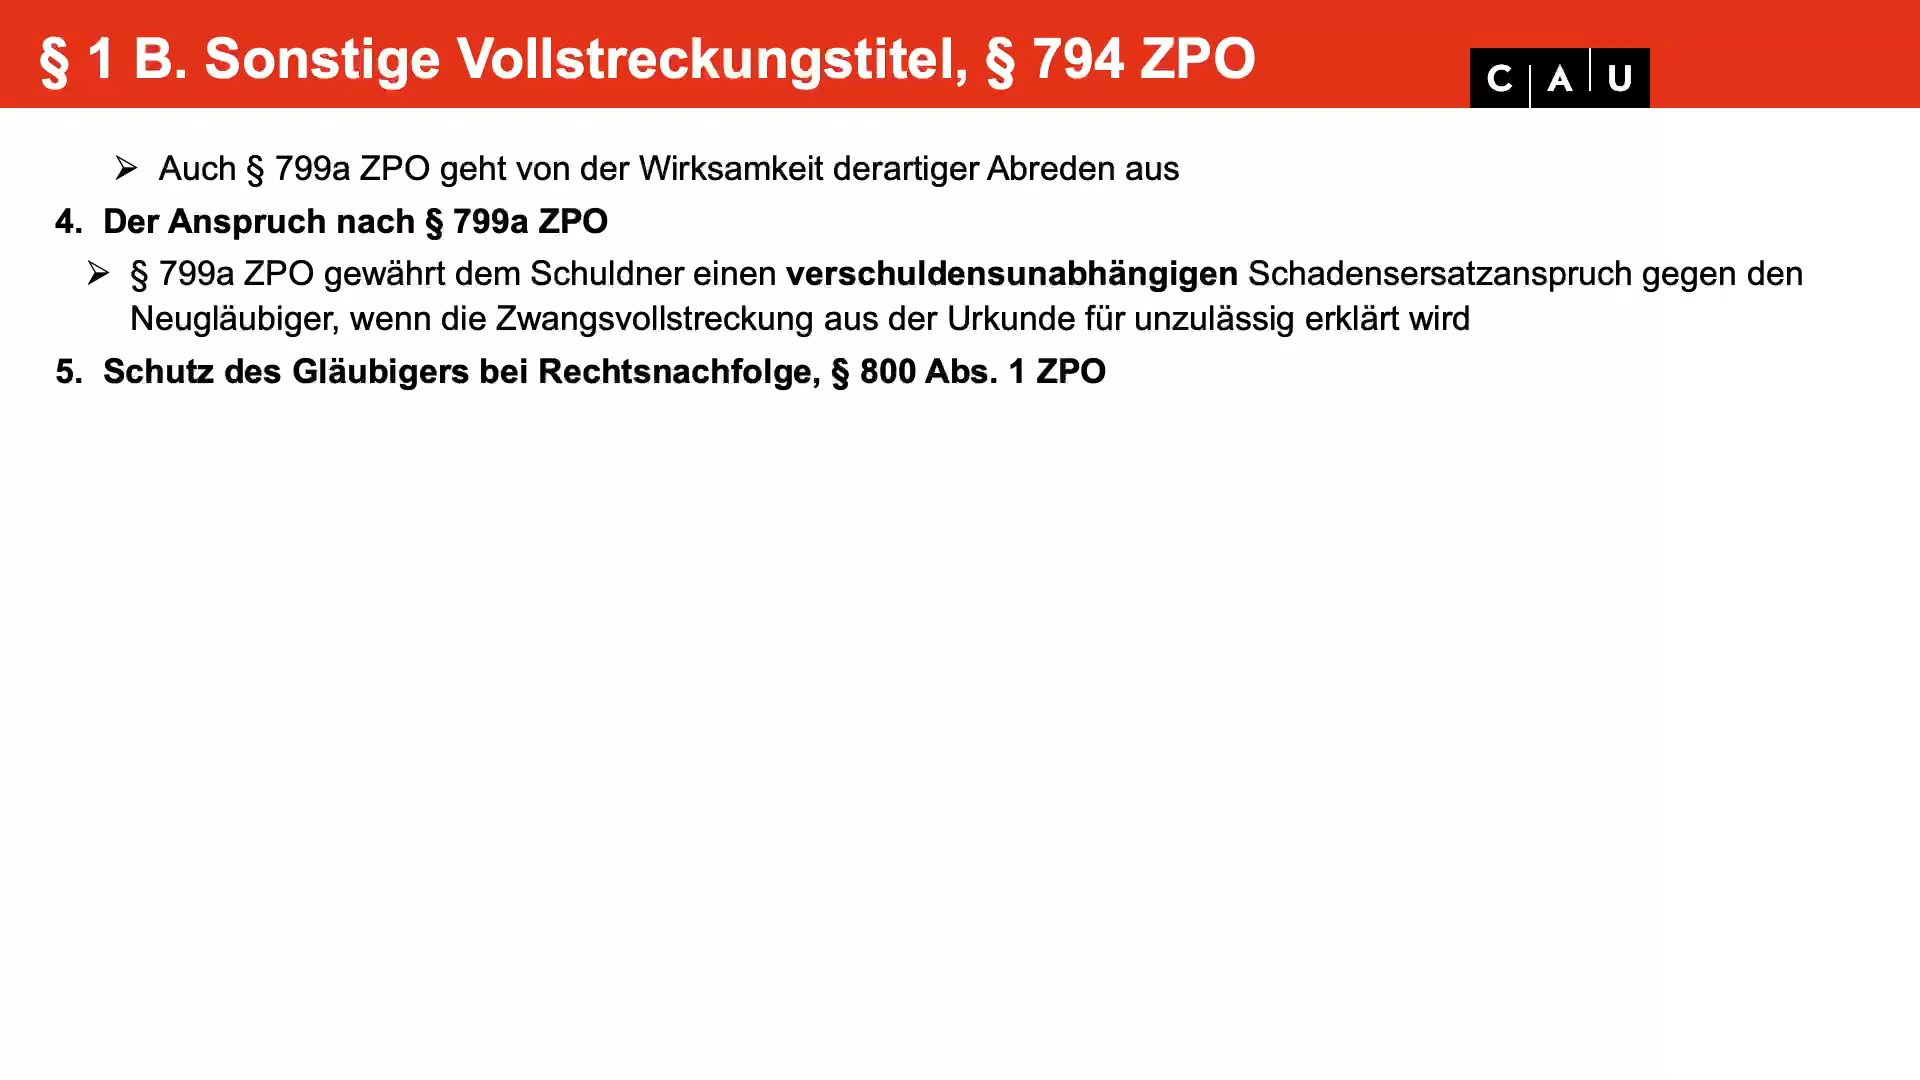 § 1 B. Sonstige Vollstreckungstitel, § 794 ZPO
C A U
➢ Auch § 799a ZPO geht von der Wirksamkeit derartiger Abreden aus
4. Der Anspruch nach § 799a ZPO
➢ § 799a ZPO gewährt dem Schuldner einen verschuldensunabhängigen Schadensersatzanspruch gegen den
Neugläubiger, wenn die Zwangsvollstreckung aus der Urkunde für unzulässig erklärt wird
5. Schutz des Gläubigers bei Rechtsnachfolge, § 800 Abs. 1 ZPO